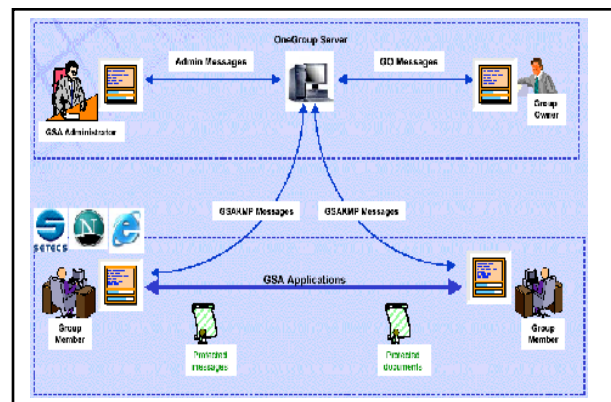 OneGroup Server
Admin Messages
GO Messages
GSA Administrator
Group
Owner
GSAKMP Messages
GSAKMP Messages
SETECS
N
e
GSA Applications
Group
Member
Group
Member
Protected
messages
Protected
documents